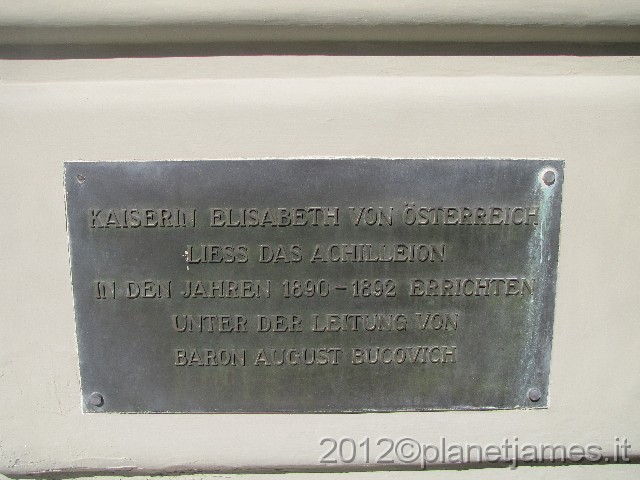 KAISERIN ELISABETH VON ÖSTERREICH
LIESS DAS ACHILLEION
IN DEN JAHREN 1890-1892 ERRICHTEN
UNTER DER LEITUNG VON
BARON AUGUST BUCOVICH
2012©planetjames.it